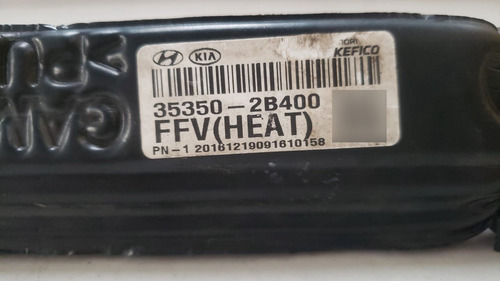 KIA
KEFICO
35350-2B400
FFV(HEAT)
PN-1 20181219091610158